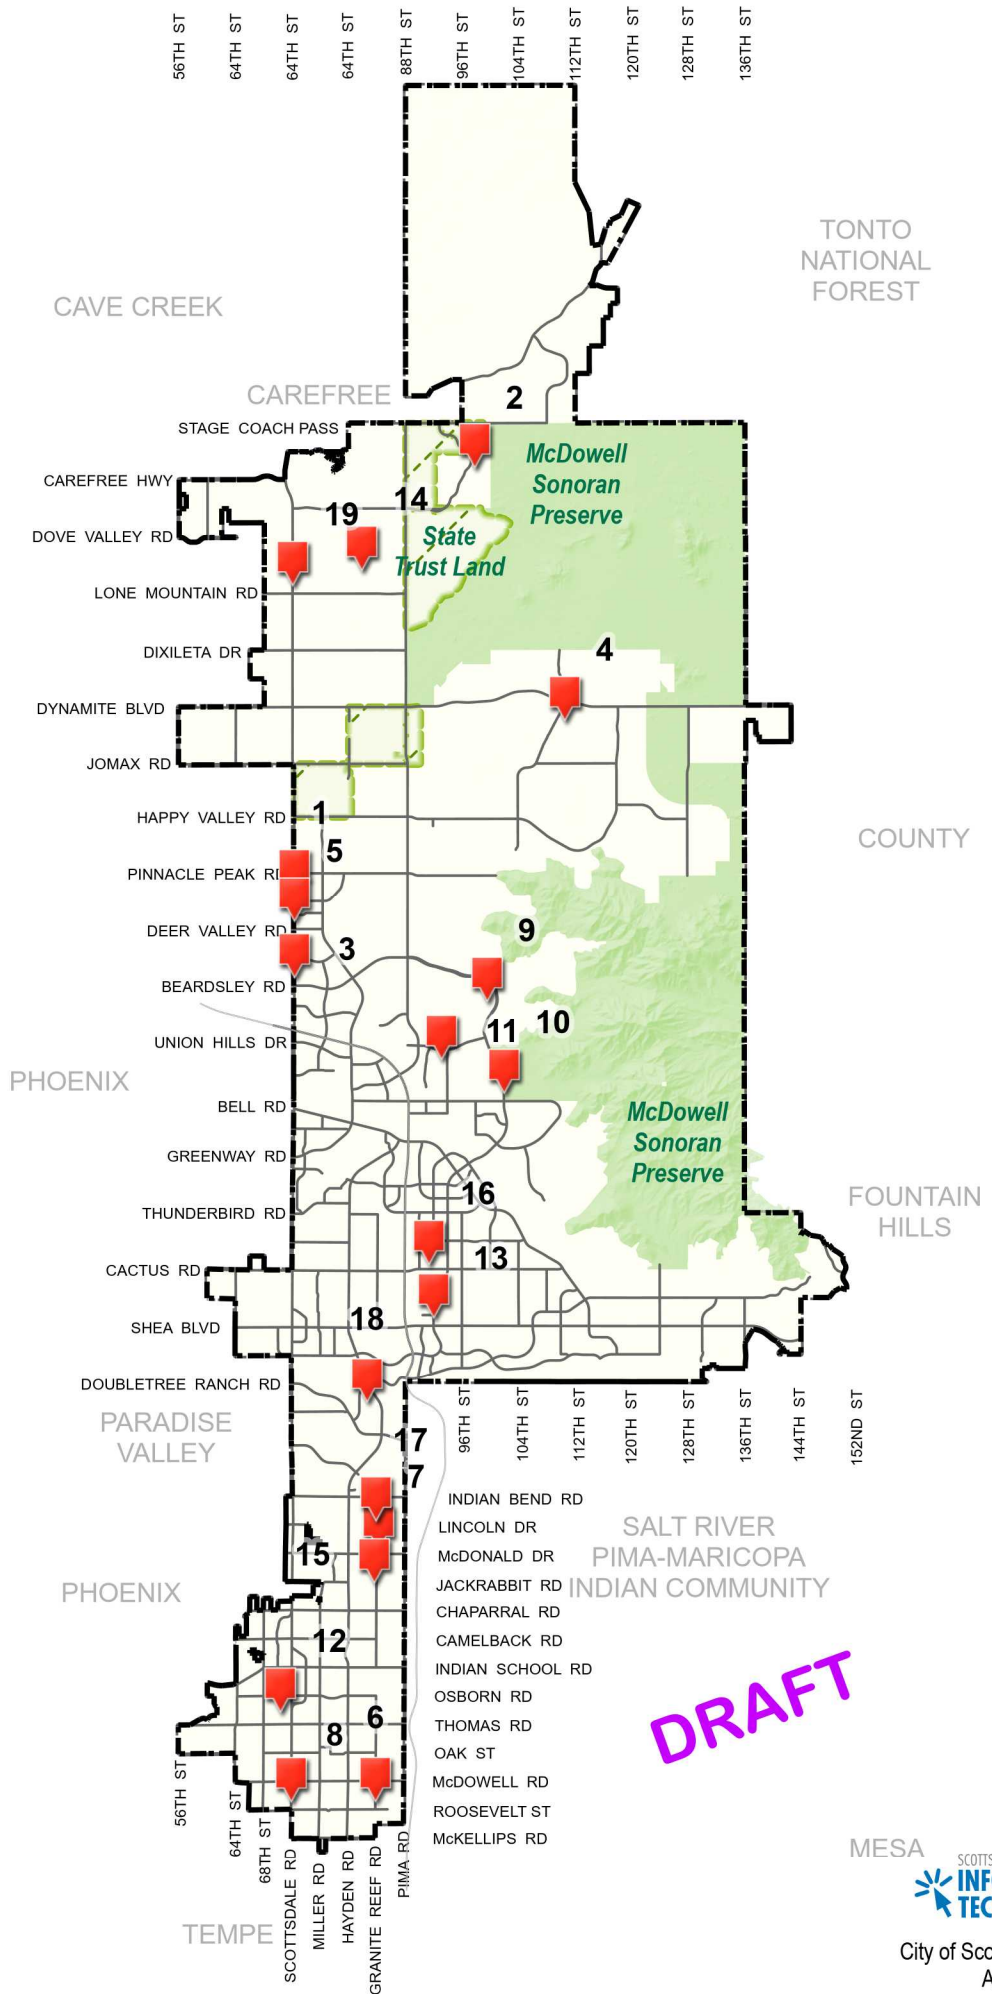 56TH ST
64TH ST
64TH ST
64TH ST
88TH ST
96TH ST
104TH ST
112TH ST
120TH ST
128TH ST
136TH ST
TONTO
NATIONAL
FOREST
CAVE CREEK
CAREFREE
2
STAGE COACH PASS
McDowell
Sonoran
Preserve
CAREFREE HWY
14
19
DOVE VALLEY RD
State
Trust Land
LONE MOUNTAIN RD
DIXILETA DR
4
DYNAMITE BLVD
JOMAX RD
HAPPY VALLEY RD
1
COUNTY
5
PINNACLE PEAK RD
DEER VALLEY RD
9
3
BEARDSLEY RD
10
11
UNION HILLS DR
PHOENIX
BELL RD
McDowell
Sonoran
Preserve
GREENWAY RD
16
FOUNTAIN
HILLS
THUNDERBIRD RD
13
CACTUS RD
18
SHEA BLVD
DOUBLETREE RANCH RD
96TH ST
104TH ST
112TH ST
120TH ST
128TH ST
136TH ST
144TH ST
152ND ST
PARADISE
VALLEY
17
7
INDIAN BEND RD
LINCOLN DR
SALT RIVER
PIMA-MARICOPA
INDIAN COMMUNITY
15
McDONALD DR
JACKRABBIT RD
PHOENIX
CHAPARRAL RD
12
CAMELBACK RD
INDIAN SCHOOL RD
OSBORN RD
DRAFT
6
THOMAS RD
8
OAK ST
McDOWELL RD
ROOSEVELT ST
McKELLIPS RD
56TH ST
64TH ST
68TH ST
SCOTTSDALE RD
MILLER RD
HAYDEN RD
GRANITE REEF RD
PIMA RD
MESA
TEMPE
SCOTTS
INF
TEC
City of Sco
A